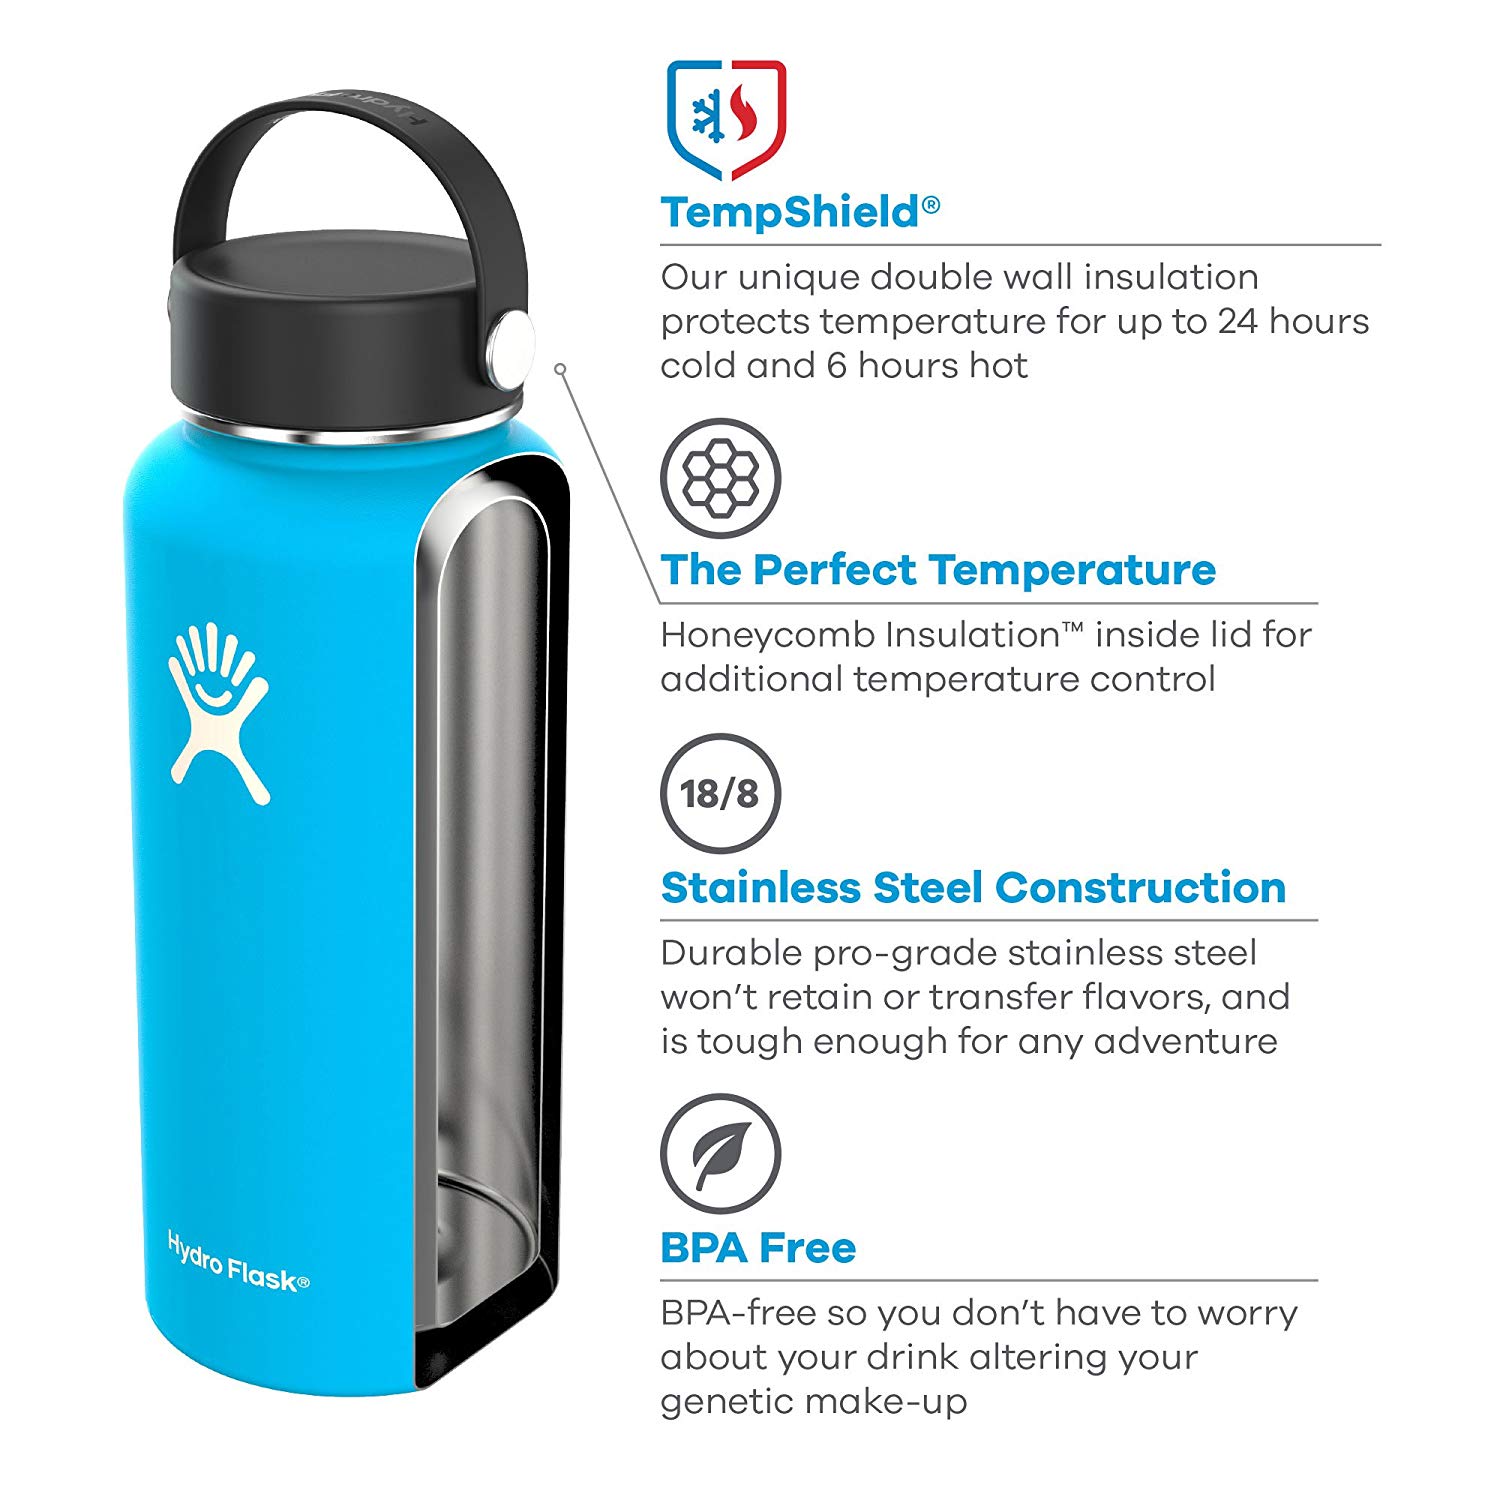 Hydro F
TempShield®
Our unique double wall insulation
protects temperature for up to 24 hours
cold and 6 hours hot
The Perfect Temperature
Honeycomb Insulation™ inside lid for
additional temperature control
18/8
Stainless Steel Construction
Durable pro-grade stainless steel
won’t retain or transfer flavors, and
is tough enough for any adventure
BPA Free
BPA-free so you don’t have to worry
about your drink altering your
genetic make-up
Hydro Flask®